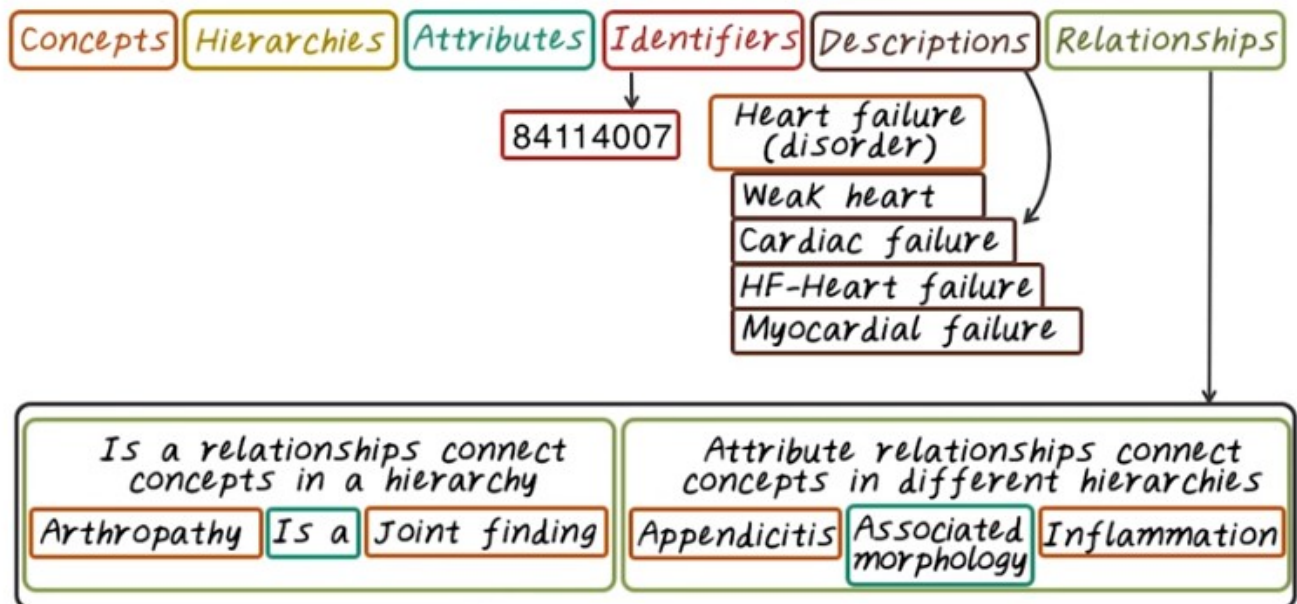 Concepts Hierarchies Attributes Identifiers Descriptions Relationships
84114007
Heart failure
(disorder)
Weak heart
Cardiac failure
HF-Heart failure
Myocardial failure
Is a relationships connect
concepts in a hierarchy
Arthropathy Is a Joint finding
Attribute relationships connect
concepts in different hierarchies
Appendicitis Associated morphology Inflammation